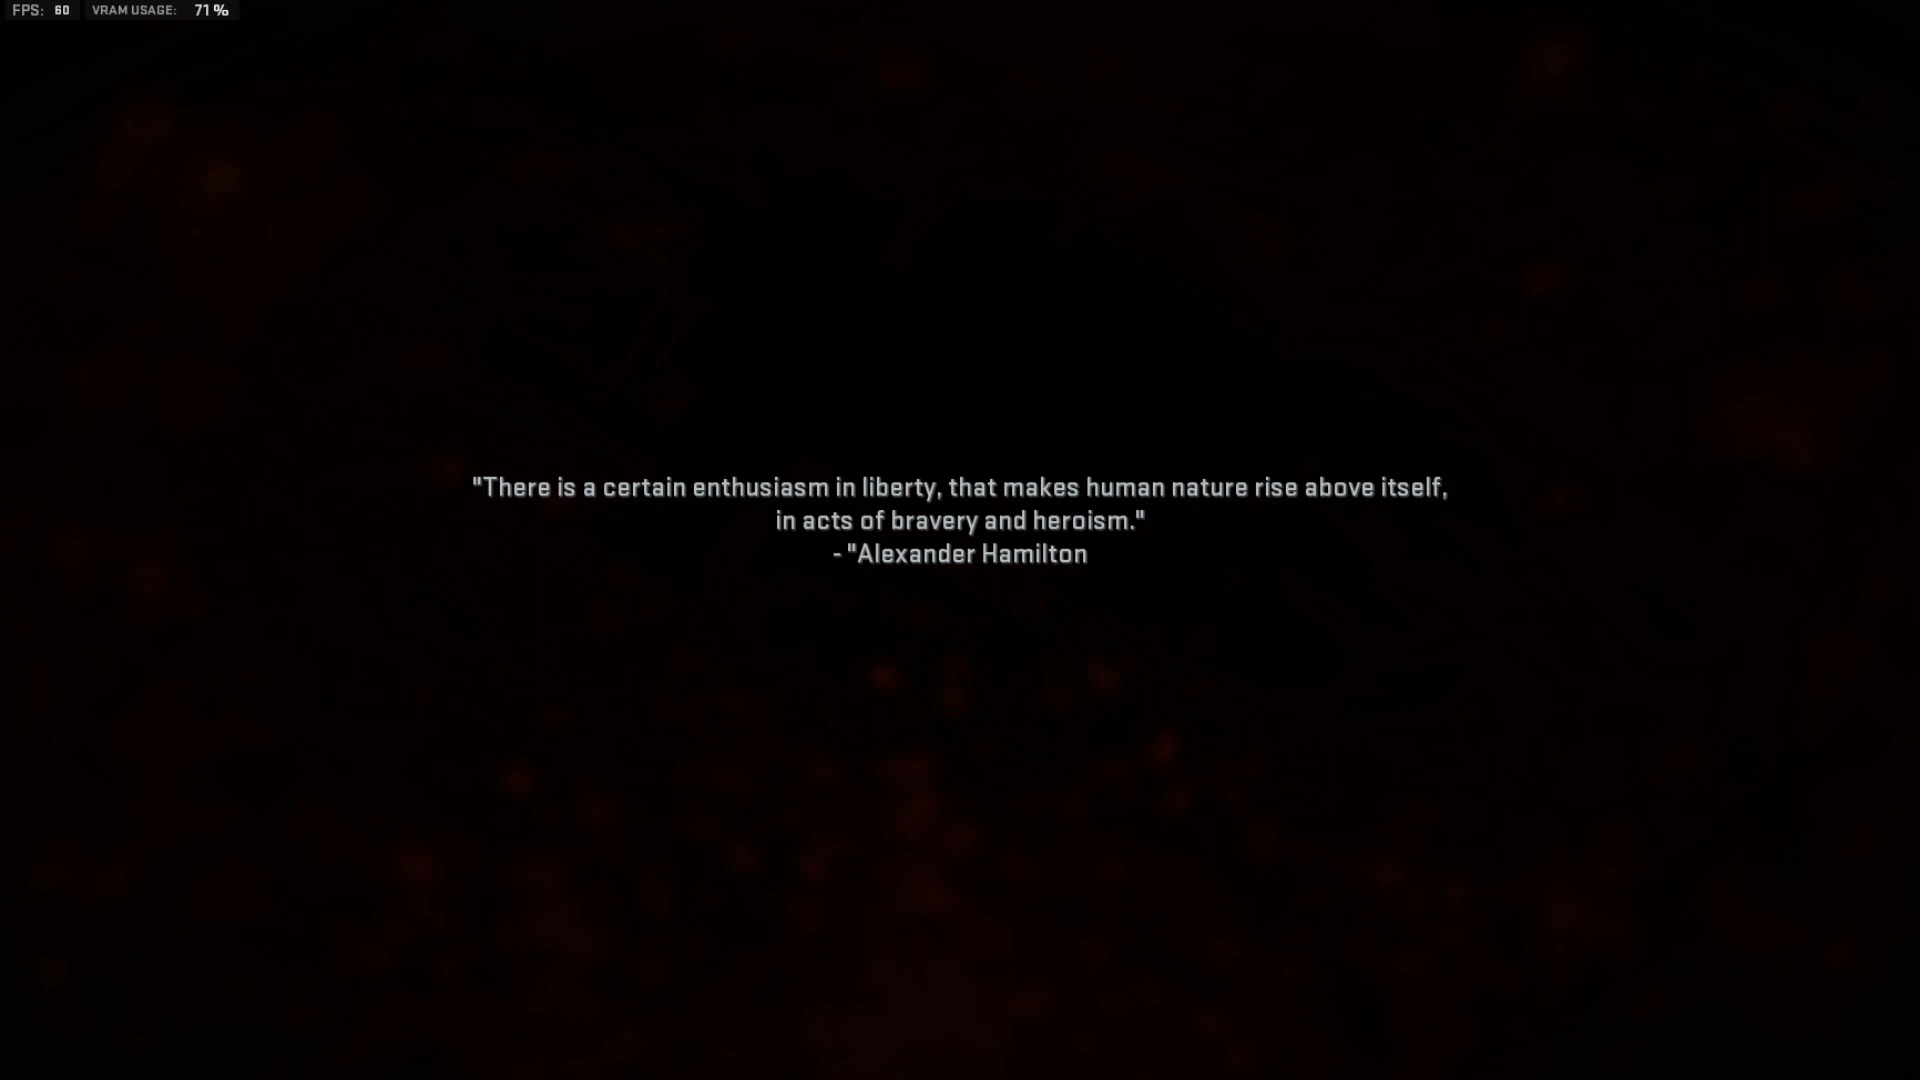 FPS: 60 VRAM USAGE: 71 %
"There is a certain enthusiasm in liberty, that makes human nature rise above itself,
in acts of bravery and heroism."
- "Alexander Hamilton